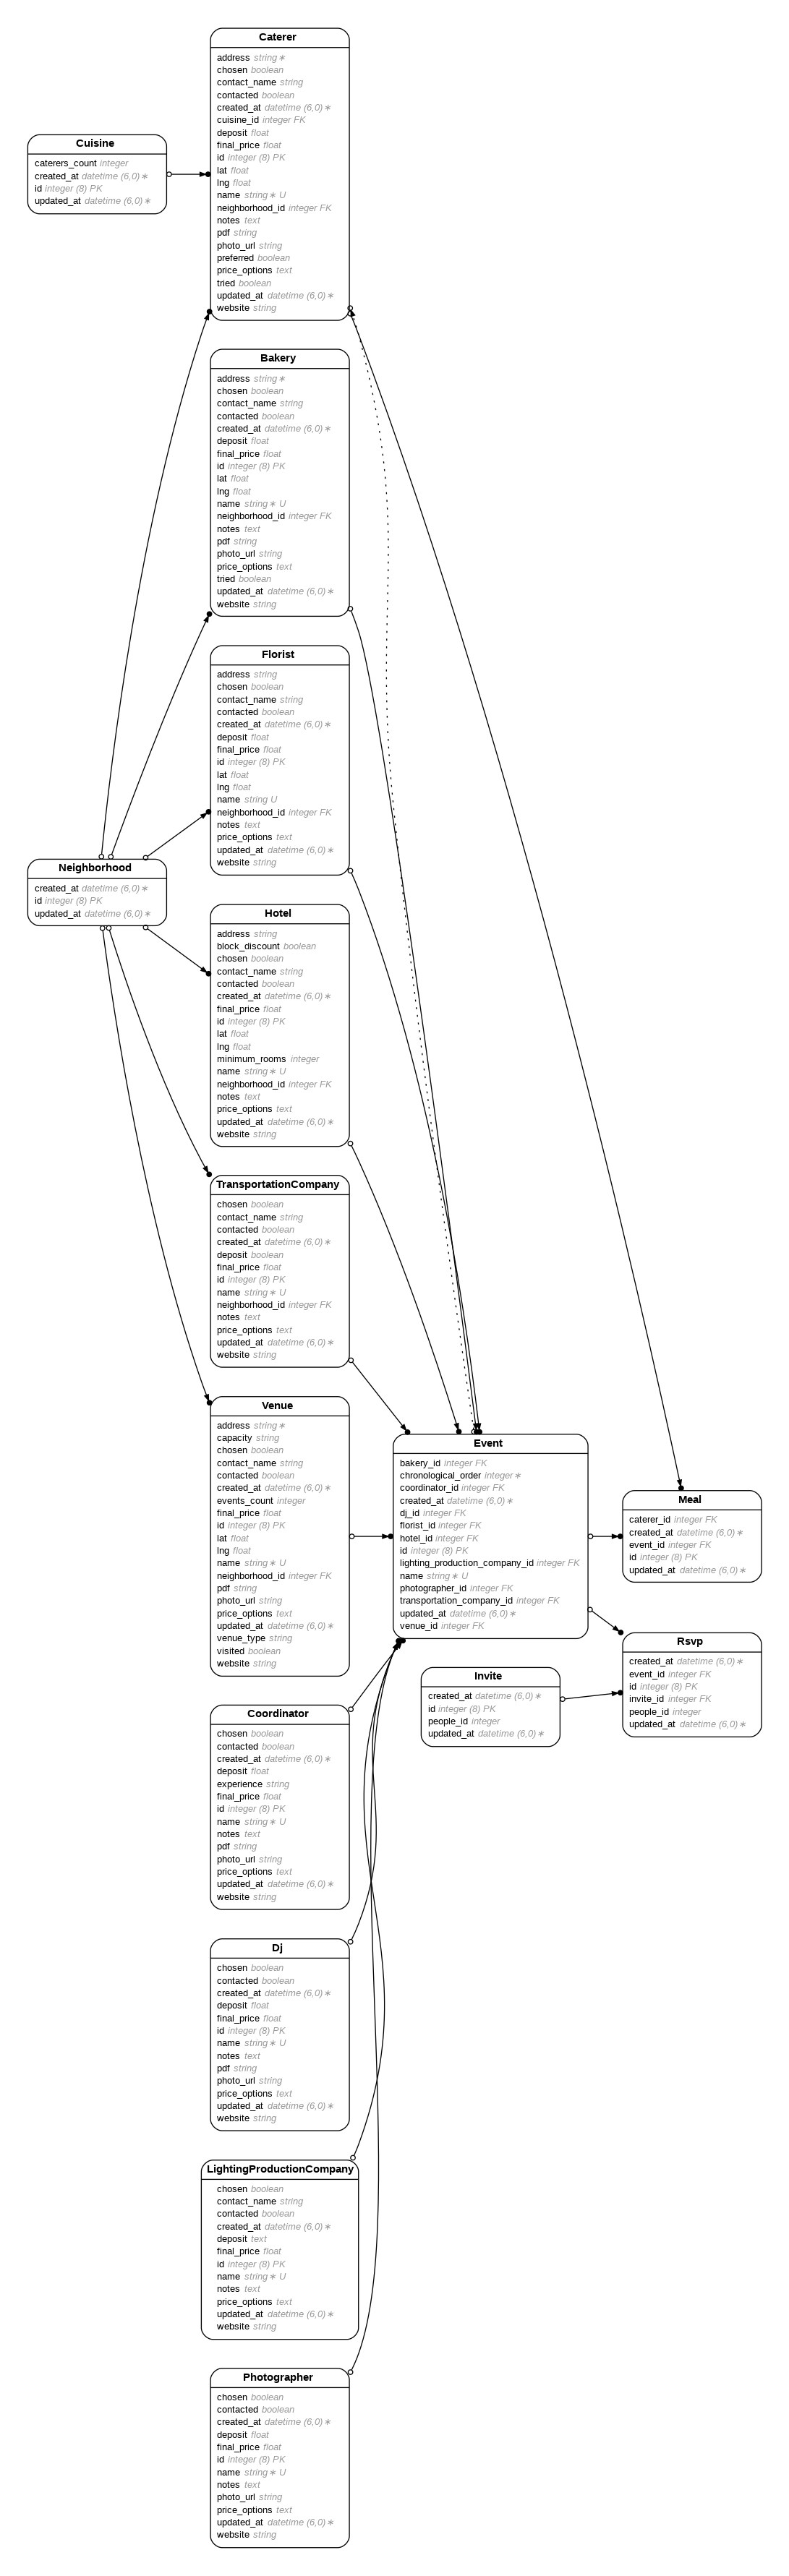 Caterer
address string∗
chosen boolean
contact_name string
contacted boolean
created_at datetime (6,0)∗
cuisine_id integer FK
deposit float
final_price float
id integer (8) PK
lat float
lng float
name string∗ U
neighborhood_id integer FK
notes text
pdf string
photo_url string
preferred boolean
price_options text
tried boolean
updated_at datetime (6,0)∗
website string
Cuisine
caterers_count integer
created_at datetime (6,0)∗
id integer (8) PK
updated_at datetime (6,0)∗
Bakery
address string∗
chosen boolean
contact_name string
contacted boolean
created_at datetime (6,0)∗
deposit float
final_price float
id integer (8) PK
lat float
lng float
name string∗ U
neighborhood_id integer FK
notes text
pdf string
photo_url string
price_options text
tried boolean
updated_at datetime (6,0)∗
website string
Florist
address string
chosen boolean
contact_name string
contacted boolean
created_at datetime (6,0)∗
deposit float
final_price float
id integer (8) PK
lat float
lng float
name string U
neighborhood_id integer FK
notes text
price_options text
updated_at datetime (6,0)∗
website string
Neighborhood
created_at datetime (6,0)∗
id integer (8) PK
updated_at datetime (6,0)∗
Hotel
address string
block_discount boolean
chosen boolean
contact_name string
contacted boolean
created_at datetime (6,0)∗
final_price float
id integer (8) PK
lat float
lng float
minimum_rooms integer
name string∗ U
neighborhood_id integer FK
notes text
price_options text
updated_at datetime (6,0)∗
website string
TransportationCompany
chosen boolean
contact_name string
contacted boolean
created_at datetime (6,0)∗
deposit boolean
final_price float
id integer (8) PK
name string∗ U
neighborhood_id integer FK
notes text
price_options text
updated_at datetime (6,0)∗
website string
Venue
address string∗
capacity string
chosen boolean
contact_name string
contacted boolean
created_at datetime (6,0)∗
events_count integer
final_price float
id integer (8) PK
lat float
lng float
name string∗ U
neighborhood_id integer FK
pdf string
photo_url string
price_options text
updated_at datetime (6,0)∗
venue_type string
visited boolean
website string
Event
bakery_id integer FK
chronological_order integer∗
coordinator_id integer FK
created_at datetime (6,0)∗
dj_id integer FK
florist_id integer FK
hotel_id integer FK
id integer (8) PK
lighting_production_company_id integer FK
name string∗ U
photographer_id integer FK
transportation_company_id integer FK
updated_at datetime (6,0)∗
venue_id integer FK
Meal
caterer_id integer FK
created_at datetime (6,0)∗
event_id integer FK
id integer (8) PK
updated_at datetime (6,0)∗
Rsvp
created_at datetime (6,0)∗
event_id integer FK
id integer (8) PK
invite_id integer FK
people_id integer
updated_at datetime (6,0)∗
Invite
created_at datetime (6,0)∗
id integer (8) PK
people_id integer
updated_at datetime (6,0)∗
Coordinator
chosen boolean
contacted boolean
created_at datetime (6,0)∗
deposit float
experience string
final_price float
id integer (8) PK
name string∗ U
notes text
pdf string
photo_url string
price_options text
updated_at datetime (6,0)∗
website string
Dj
chosen boolean
contacted boolean
created_at datetime (6,0)∗
deposit float
final_price float
id integer (8) PK
name string∗ U
notes text
pdf string
photo_url string
price_options text
updated_at datetime (6,0)∗
website string
LightingProductionCompany
chosen boolean
contact_name string
contacted boolean
created_at datetime (6,0)∗
deposit text
final_price float
id integer (8) PK
name string∗ U
notes text
price_options text
updated_at datetime (6,0)∗
website string
Photographer
chosen boolean
contacted boolean
created_at datetime (6,0)∗
deposit float
final_price float
id integer (8) PK
name string∗ U
notes text
photo_url string
price_options text
updated_at datetime (6,0)∗
website string